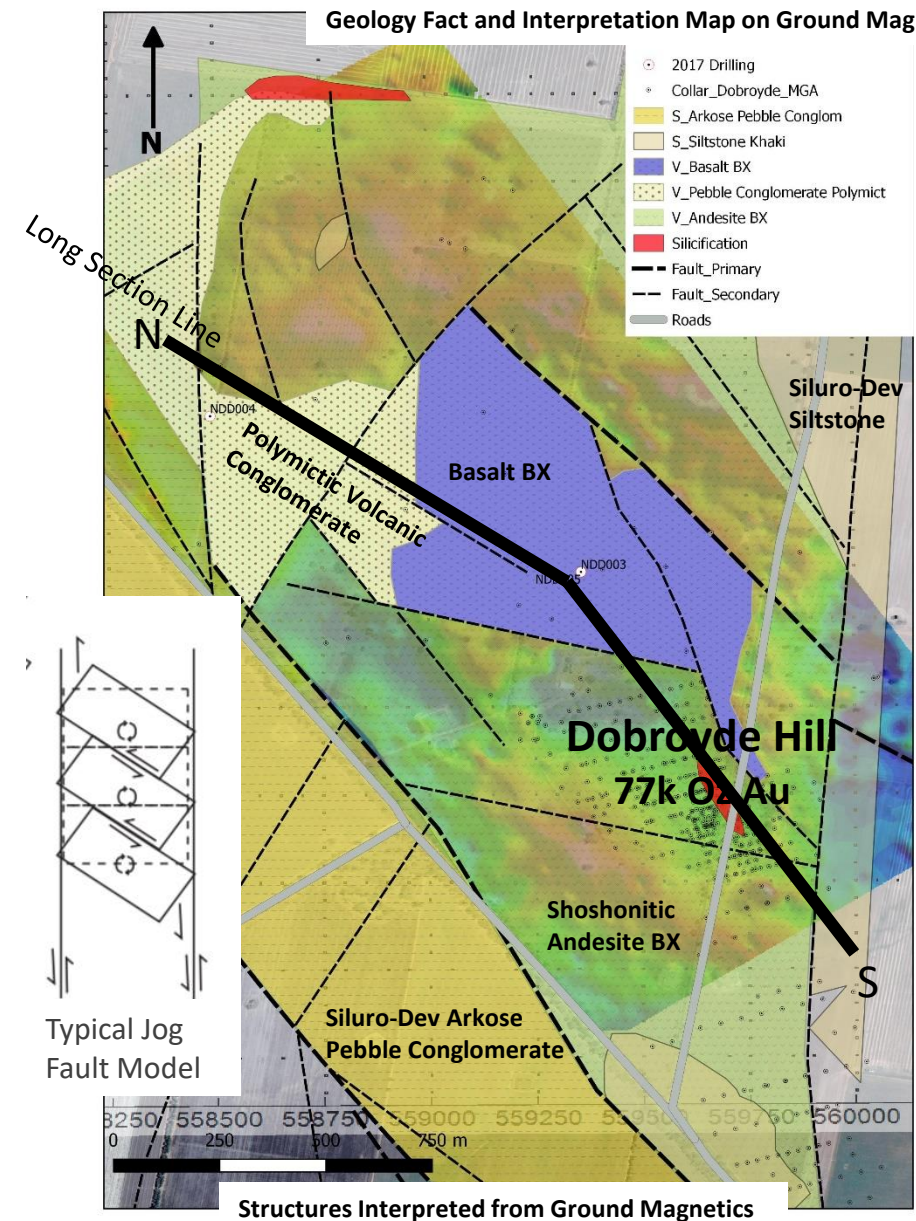 Geology Fact and Interpretation Map on Ground Mag
2017 Drilling
Collar_Dobroyde_MGA
S_Arkose Pebble Conglom
S_Siltstone Khaki
V_Basalt BX
V_Pebble Conglomerate Polymict
V_Andesite BX
Silicification
Fault_Primary
Fault_Secondary
Roads
N
Long Section Line
N
NDD004
Siluro-Dev
Siltstone
Polymictic Volcanic
Conglomerate
Basalt BX
NDD003
Dobroyde Hill
77k Oz Au
Shoshonitic
Andesite BX
S
Typical Jog
Fault Model
Siluro-Dev Arkose
Pebble Conglomerate
558500 558750 559000 559250 559500 559750 560000
0 250 500 750 m
Structures Interpreted from Ground Magnetics